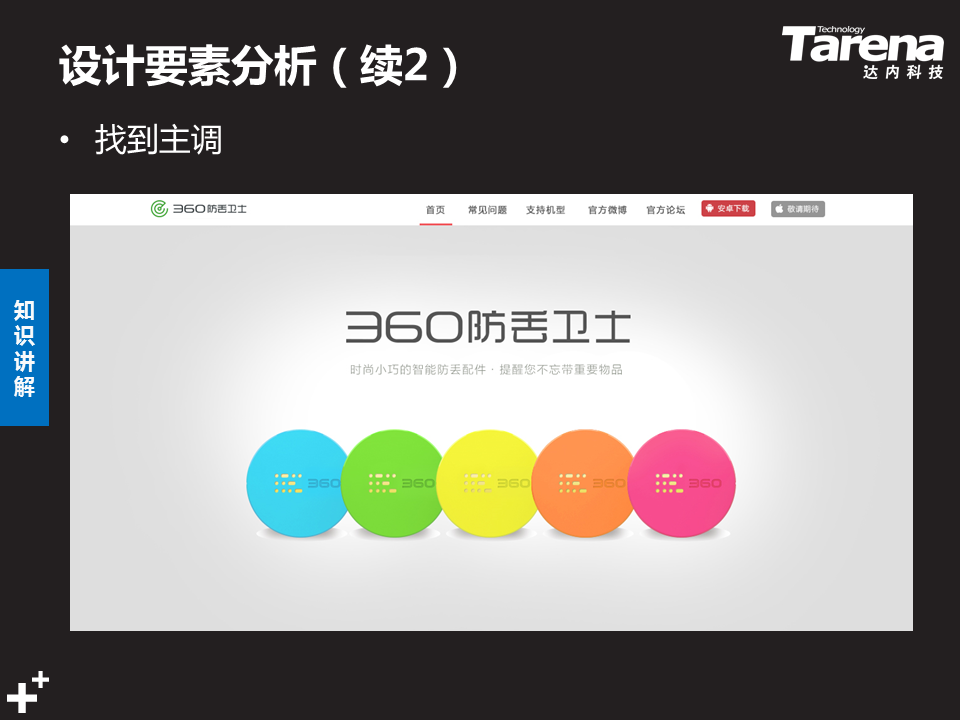 设计要素分析（续2）
Technology
Tarena
达内科技
• 找到主调
360防丢卫士
首页 常见问题 支持机型 官方微博 官方论坛 安卓下载 敬请期待
360防丢卫士
时尚小巧的智能防丢配件 · 提醒您不忘带重要物品
360 360 360 360 360
知识讲解